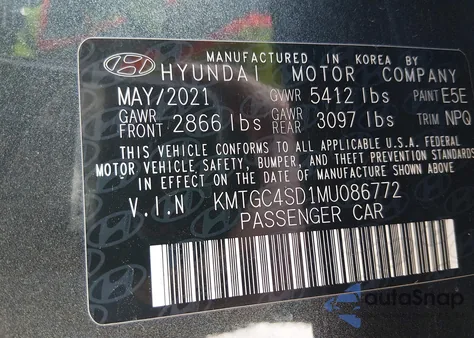 MANUFACTURED IN KOREA BY
HYUNDAI MOTOR COMPANY
MAY/2021 GVWR 5412 lbs PAINT E5E
GAWR FRONT 2866 lbs GAWR REAR 3097 lbs TRIM NPQ
THIS VEHICLE CONFORMS TO ALL APPLICABLE U.S.A. FEDERAL
MOTOR VEHICLE SAFETY, BUMPER, AND THEFT PREVENTION STANDARDS
IN EFFECT ON THE DATE OF MANUFACTURE SHOWN ABOVE
V.I.N KMTGC4SD1MU086772
PASSENGER CAR
autoSnap